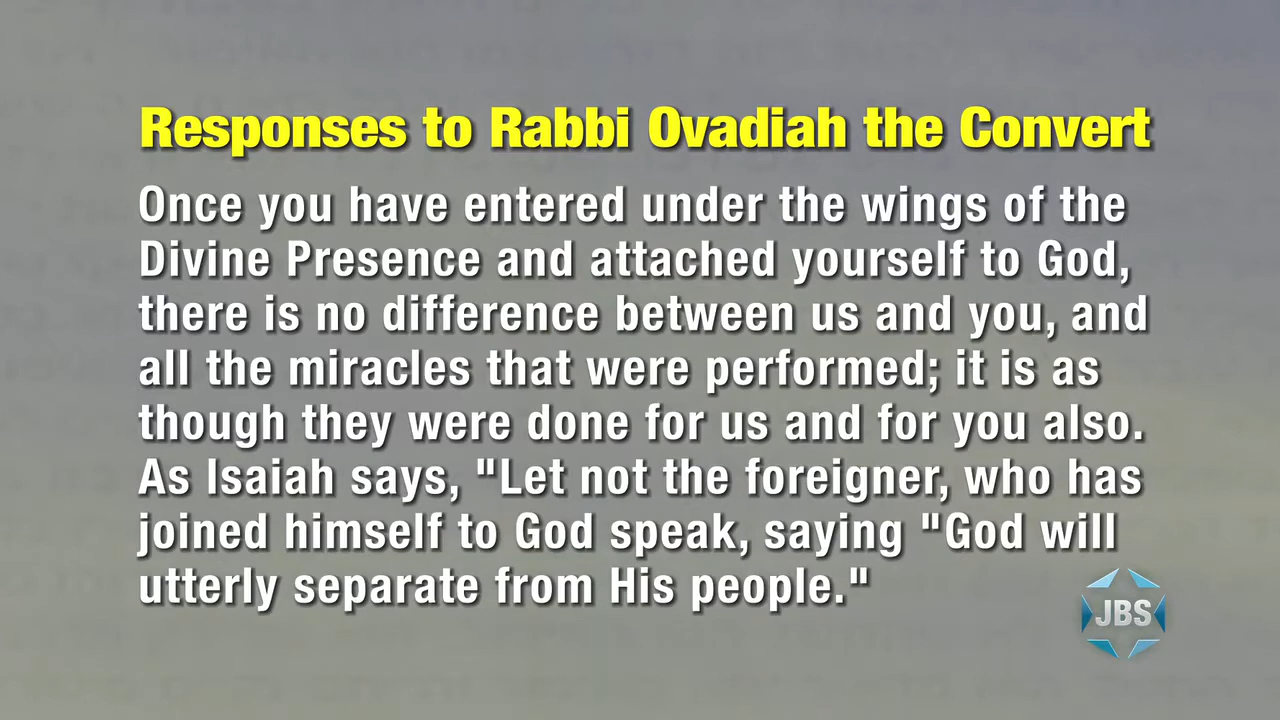 Responses to Rabbi Ovadiah the Convert
Once you have entered under the wings of the
Divine Presence and attached yourself to God,
there is no difference between us and you, and
all the miracles that were performed; it is as
though they were done for us and for you also.
As Isaiah says, "Let not the foreigner, who has
joined himself to God speak, saying "God will
utterly separate from His people."
JBS